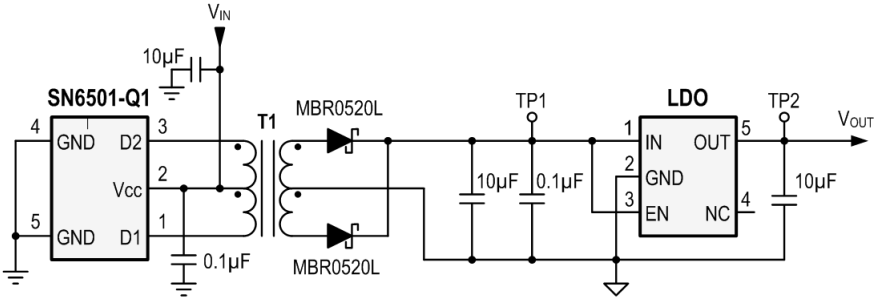 VIN
10µF
SN6501-Q1
4 GND D2 3
Vcc 2
5 GND D1 1
0.1µF
T1
MBR0520L
MBR0520L
TP1
10µF
0.1µF
LDO
1 IN OUT 5
2 GND
3 EN NC 4
TP2
10µF
VOUT